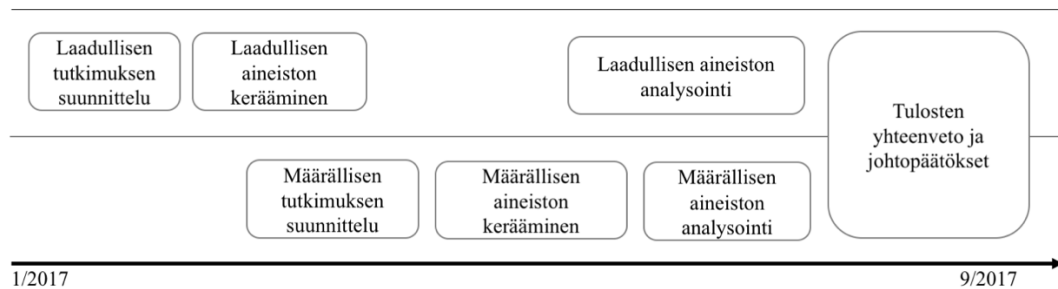 Laadullisen
tutkimuksen
suunnittelu
Laadullisen
aineiston
kerääminen
Laadullisen aineiston
analysointi
Tulosten
yhteenveto ja
johtopäätökset
Määrällisen
tutkimuksen
suunnittelu
Määrällisen
aineiston
kerääminen
Määrällisen
aineiston
analysointi
1/2017
9/2017